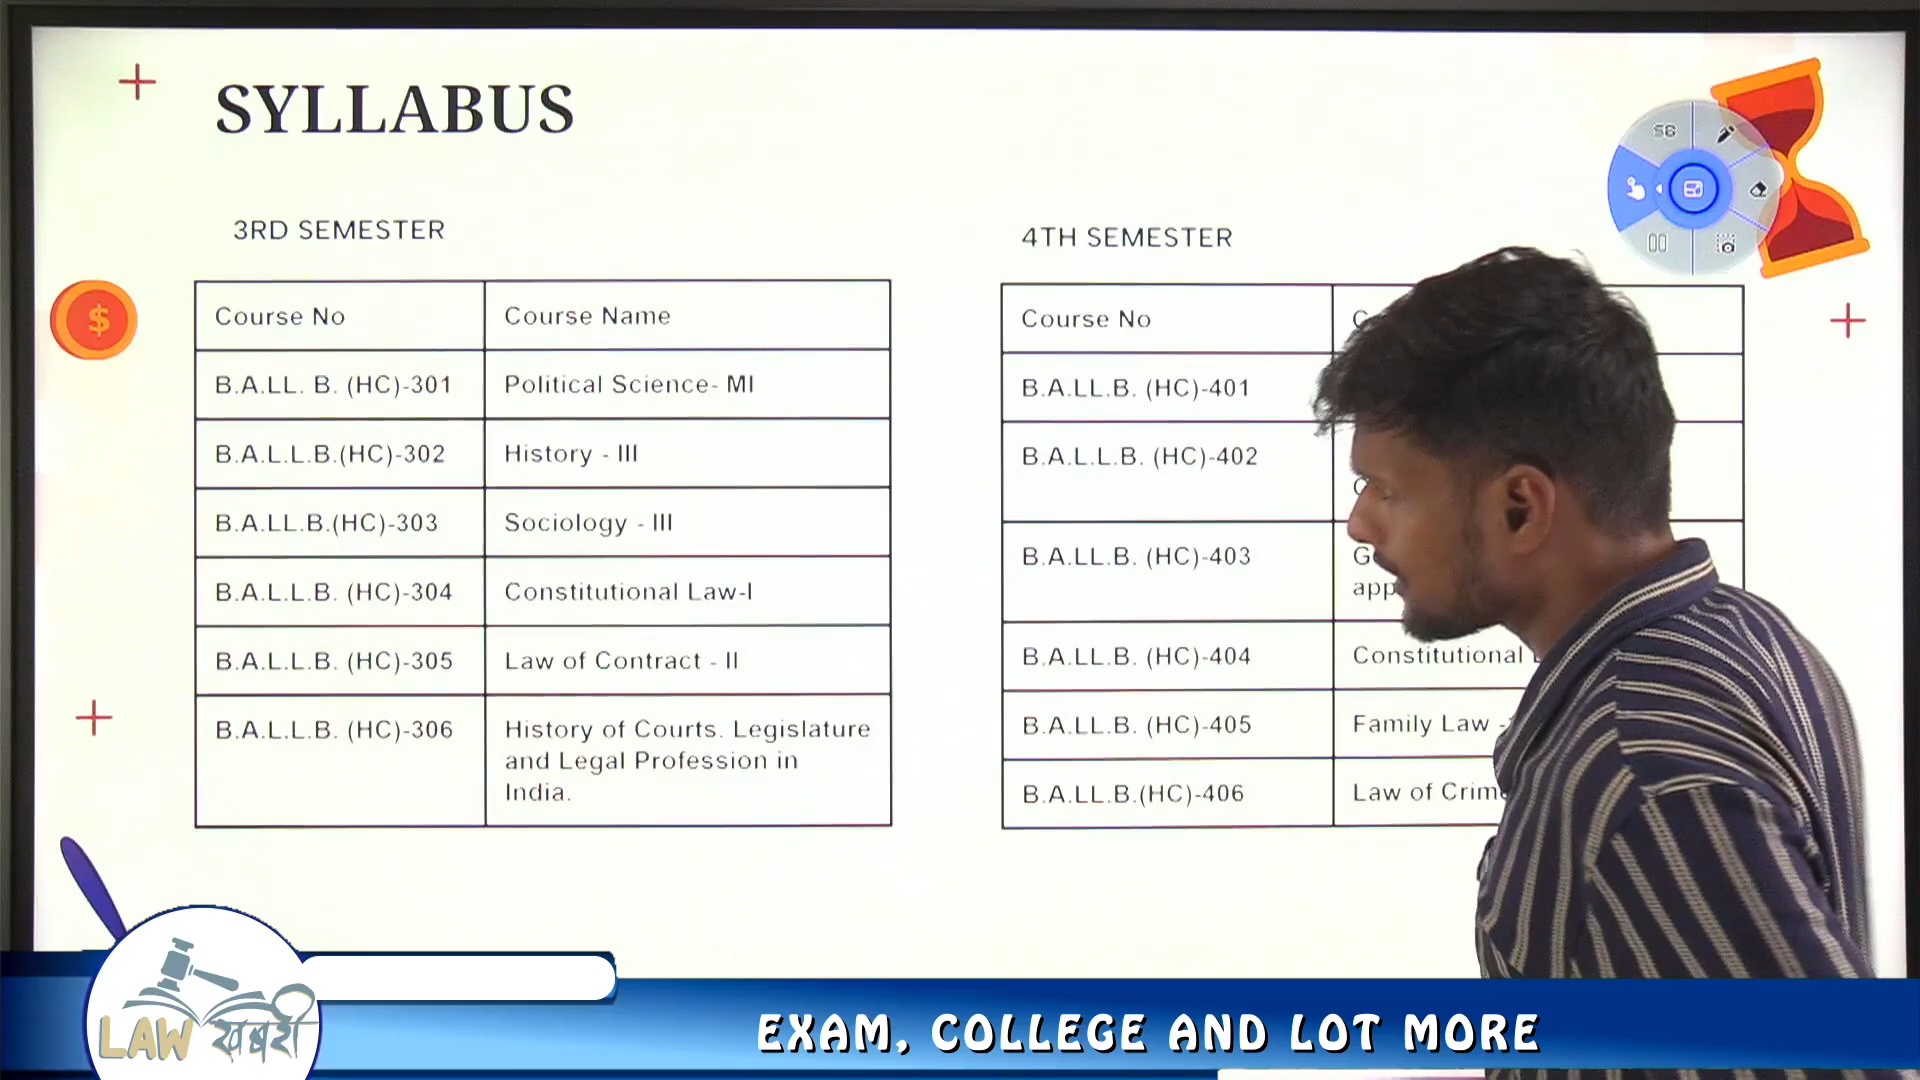 SYLLABUS
3RD SEMESTER
Course No
Course Name
B.A.LL. B. (HC)-301
Political Science- MI
B.A.L.L.B.(HC)-302
History - III
B.A.LL.B.(HC)-303
Sociology - III
B.A.L.L.B. (HC)-304
Constitutional Law-I
B.A.L.L.B. (HC)-305
Law of Contract - II
B.A.L.L.B. (HC)-306
History of Courts. Legislature
and Legal Profession in
India.
4TH SEMESTER
Course No
B.A.LL.B. (HC)-401
B.A.L.L.B. (HC)-402
B.A.LL.B. (HC)-403
B.A.LL.B. (HC)-404
Constitutional
B.A.LL.B. (HC)-405
Family Law
B.A.LL.B.(HC)-406
Law of
$
LAW खबरी
EXAM, COLLEGE AND LOT MORE